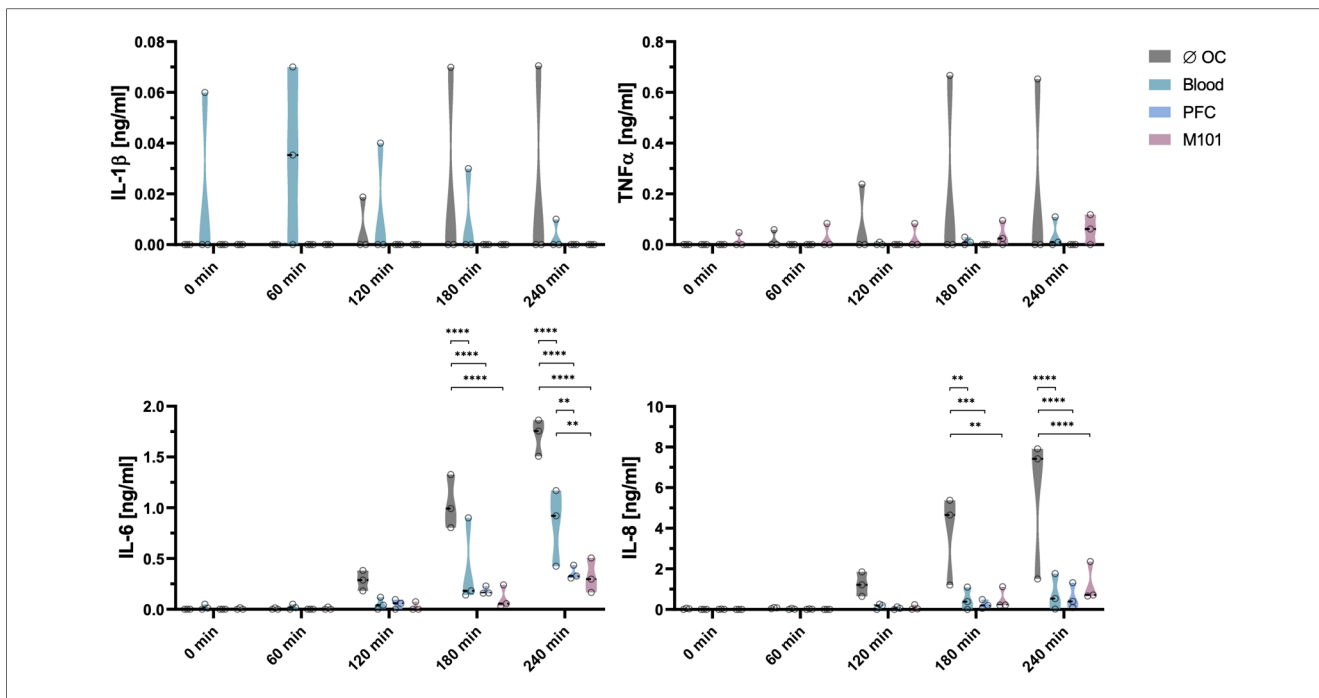 IL-1β [ng/ml]
0.08
0.06
0.04
0.02
0.00
0 min
60 min
120 min
180 min
240 min
TNFα [ng/ml]
0.8
0.6
0.4
0.2
0.0
0 min
60 min
120 min
180 min
240 min
∅ OC
Blood
PFC
M101
IL-6 [ng/ml]
2.0
1.5
1.0
0.5
0.0
****
****
****
****
****
****
**
**
0 min
60 min
120 min
180 min
240 min
IL-8 [ng/ml]
10
8
6
4
2
0
**
***
**
****
****
****
0 min
60 min
120 min
180 min
240 min